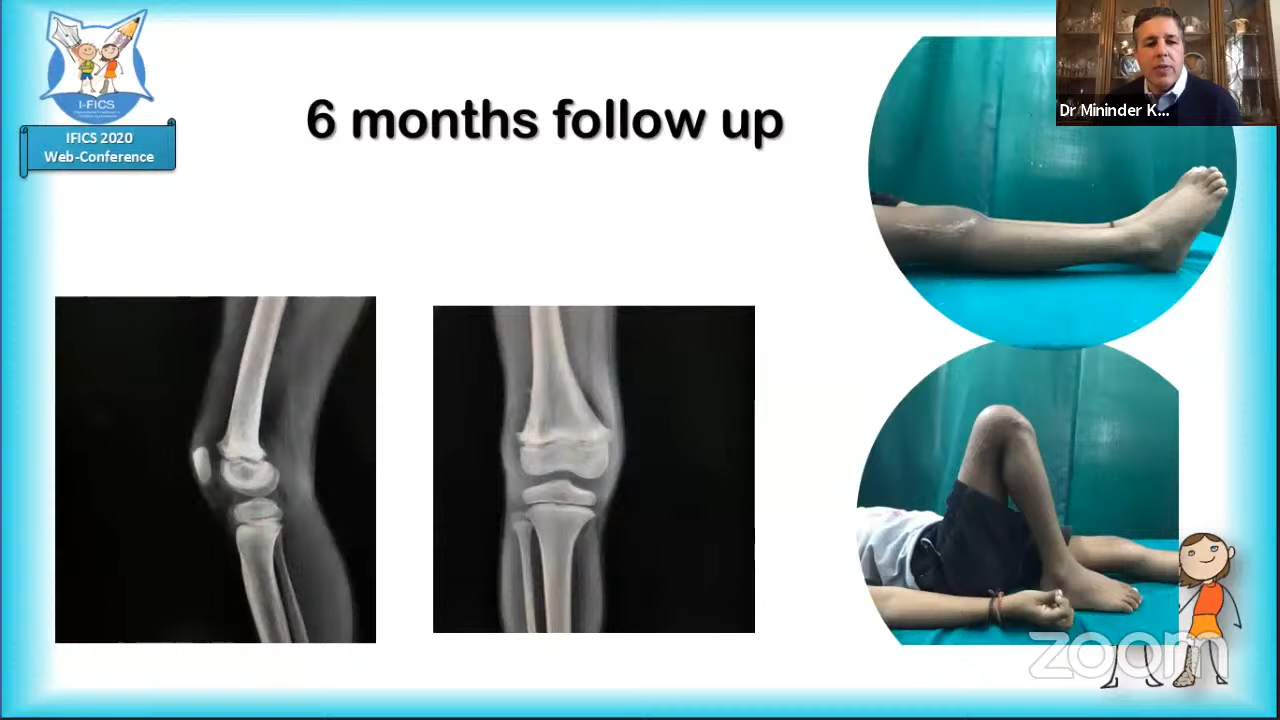 I-FICS
IFICS 2020
Web-Conference
6 months follow up
Dr Mininder K...
zoom